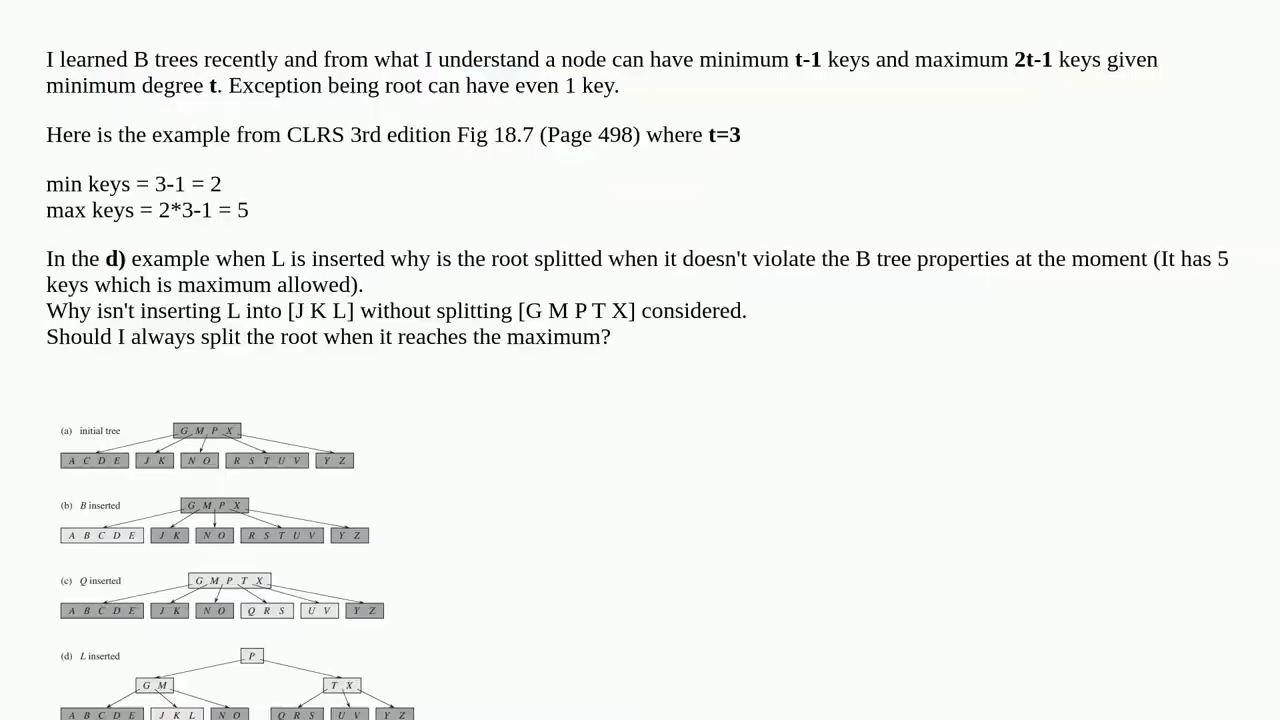 I learned B trees recently and from what I understand a node can have minimum t-1 keys and maximum 2t-1 keys given
minimum degree t. Exception being root can have even 1 key.
Here is the example from CLRS 3rd edition Fig 18.7 (Page 498) where t=3
min keys = 3-1 = 2
max keys = 2*3-1 = 5
In the d) example when L is inserted why is the root splitted when it doesn't violate the B tree properties at the moment (It has 5
keys which is maximum allowed).
Why isn't inserting L into [J K L] without splitting [G M P T X] considered.
Should I always split the root when it reaches the maximum?
(a) initial tree G M P X
A C D E J K N O R S T U V Y Z
(b) B inserted G M P X
A B C D E J K N O R S T U V Y Z
(c) Q inserted G M P T X
A B C D E J K N O Q R S U V Y Z
(d) L inserted P
G M T X
A B C D E J K L N O Q R S U V Y Z